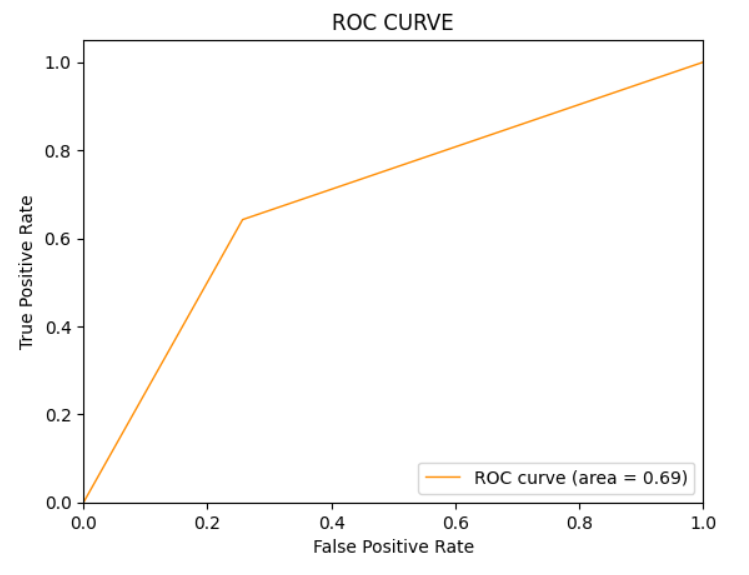 ROC CURVE
1.0
0.8
0.6
0.4
0.2
0.0
True Positive Rate
ROC curve (area = 0.69)
0.0 0.2 0.4 0.6 0.8 1.0
False Positive Rate